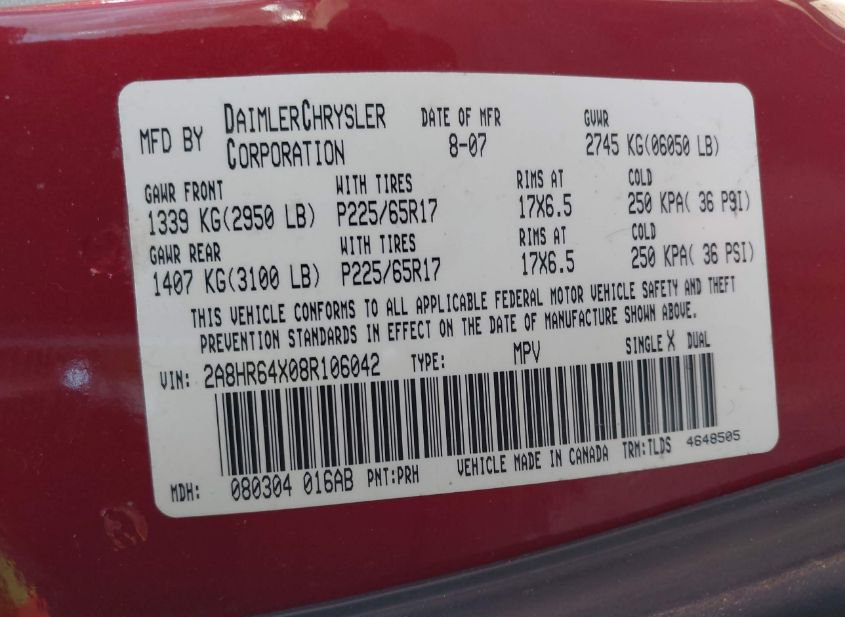 MFD BY DAIMLERCHRYSLER CORPORATION DATE OF MFR 8-07 GVWR 2745 KG(06050 LB)
GAWR FRONT WITH TIRES RIMS AT COLD
1339 KG(2950 LB) P225/65R17 17X6.5 250 KPA( 36 PSI)
GAWR REAR WITH TIRES RIMS AT COLD
1407 KG(3100 LB) P225/65R17 17X6.5 250 KPA( 36 PSI)
THIS VEHICLE CONFORMS TO ALL APPLICABLE FEDERAL MOTOR VEHICLE SAFETY AND THEFT
PREVENTION STANDARDS IN EFFECT ON THE DATE OF MANUFACTURE SHOWN ABOVE.
VIN: 2A8HR64X08R106042 TYPE: MPV SINGLE X DUAL
MDH: 080304 016AB PNT:PRH VEHICLE MADE IN CANADA TRM:TLDS 4648505